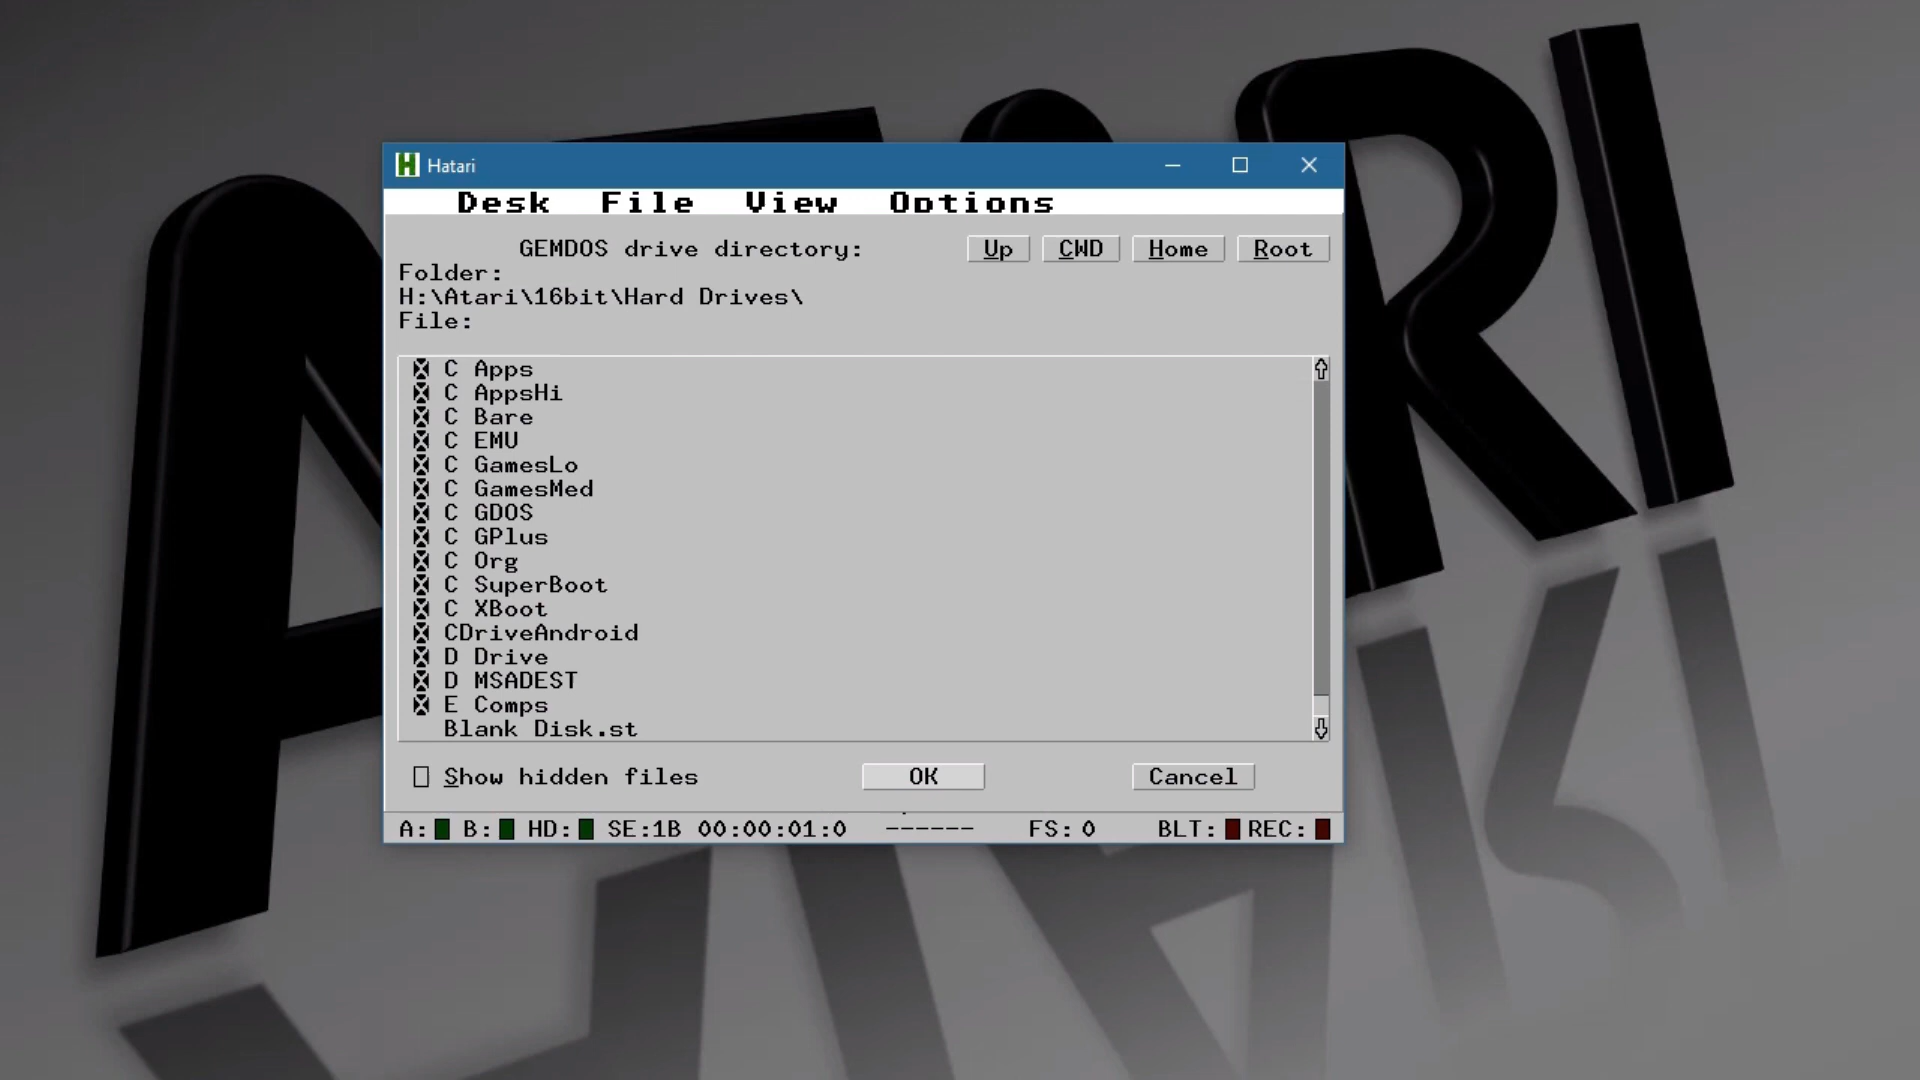 Hatari
Desk File View Options
GEMDOS drive directory: Up CWD Home Root
Folder:
H:\Atari\16bit\Hard Drives\
File:
C Apps
C AppsHi
C Bare
C EMU
C GamesLo
C GamesMed
C GDOS
C GPlus
C Org
C SuperBoot
C XBoot
CDriveAndroid
D Drive
D MSADEST
E Comps
Blank Disk.st
Show hidden files OK Cancel
A: B: HD: SE:1B 00:00:01:0 ------ FS: 0 BLT: REC:
ATARI